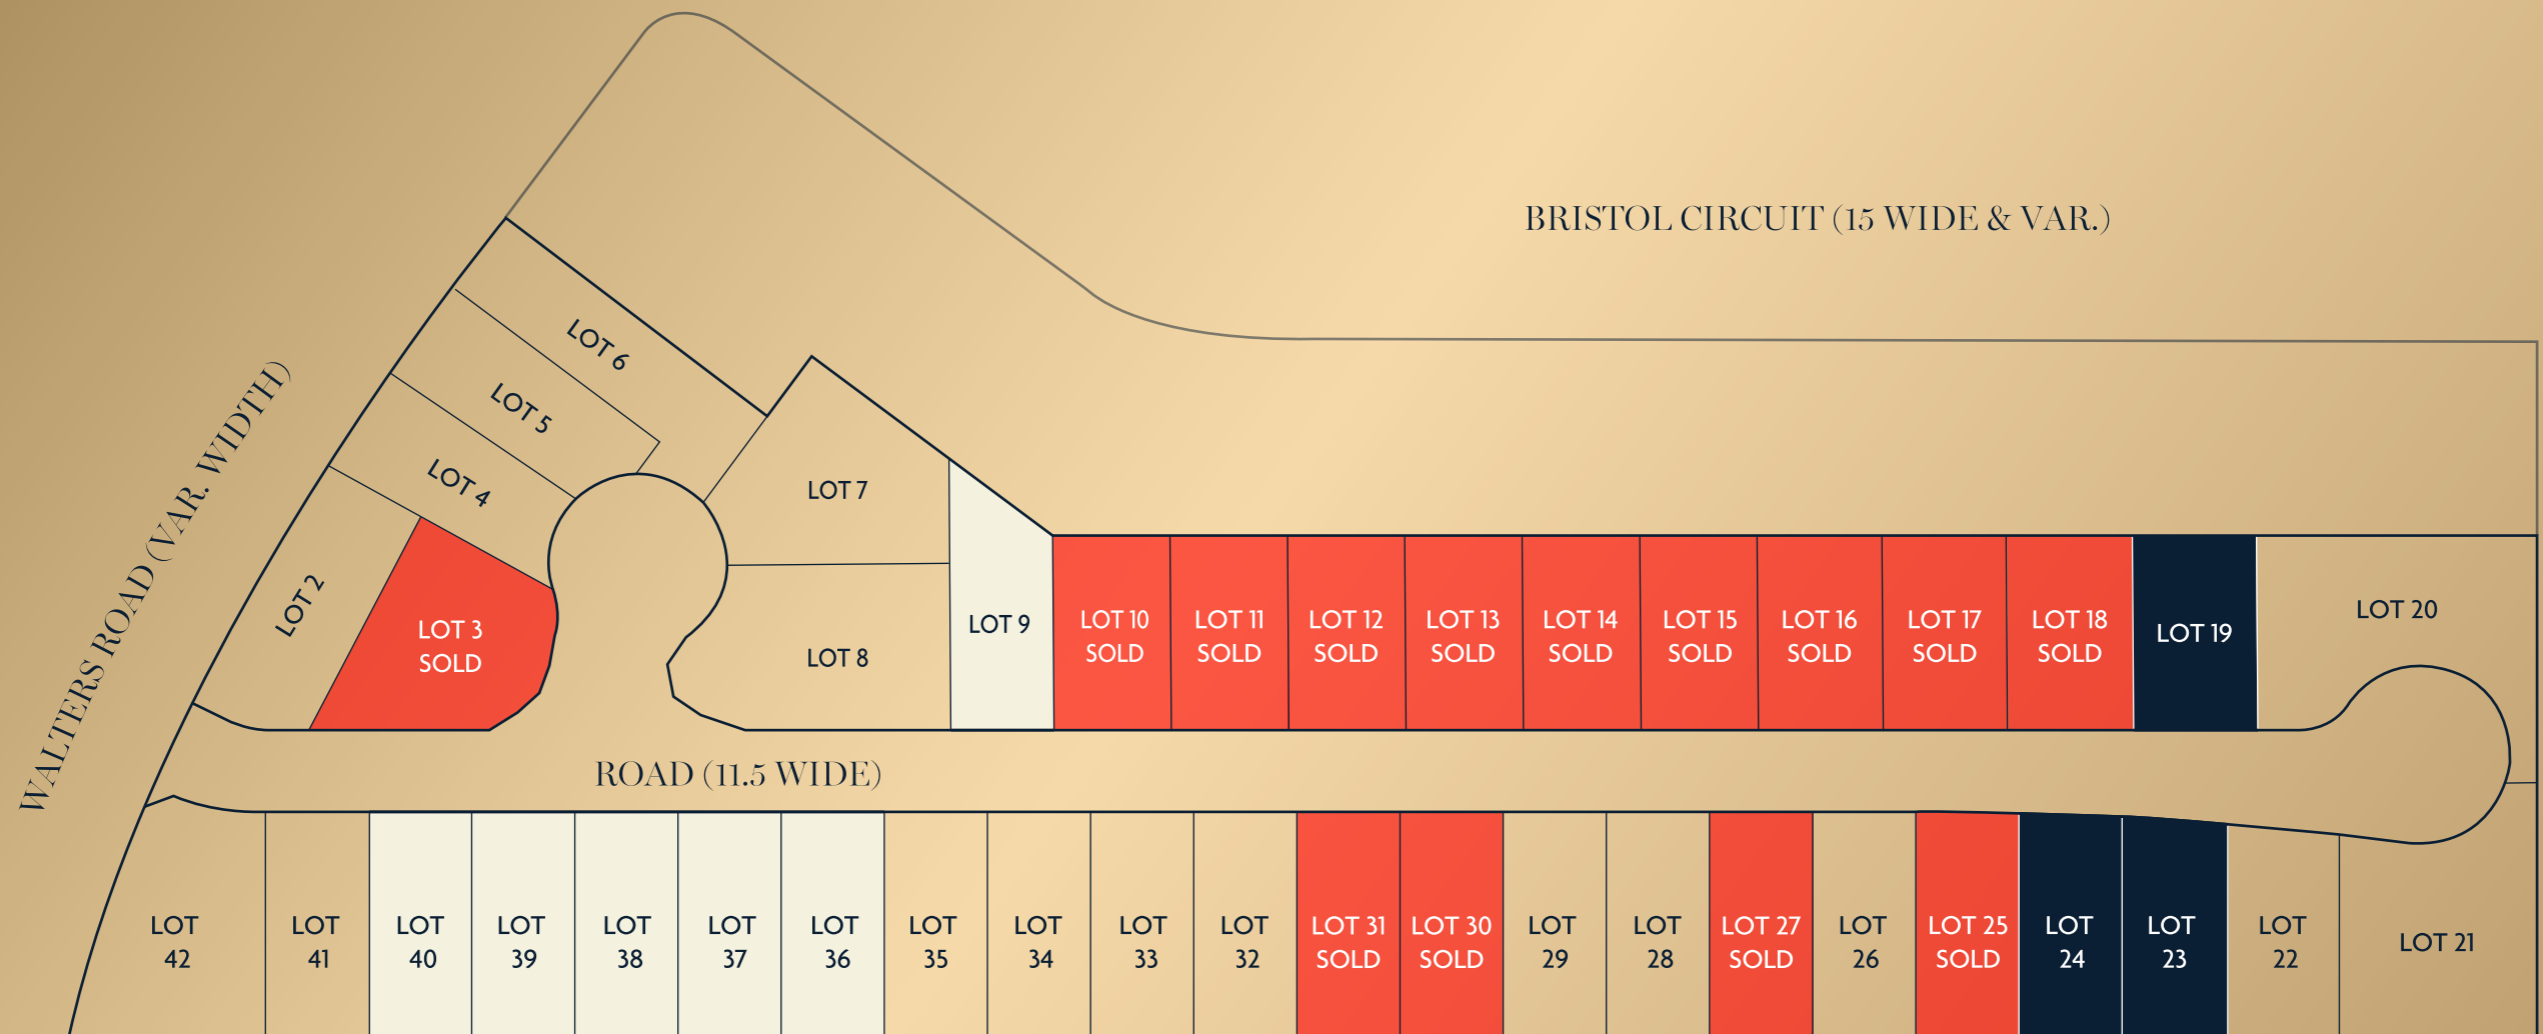 BRISTOL CIRCUIT (15 WIDE & VAR.)
WALTERS ROAD (VAR. WIDTH)
LOT 6
LOT 5
LOT 4
LOT 2
LOT 3
SOLD
LOT 7
LOT 8
LOT 9
LOT 10
SOLD
LOT 11
SOLD
LOT 12
SOLD
LOT 13
SOLD
LOT 14
SOLD
LOT 15
SOLD
LOT 16
SOLD
LOT 17
SOLD
LOT 18
SOLD
LOT 19
LOT 20
ROAD (11.5 WIDE)
LOT
42
LOT
41
LOT
40
LOT
39
LOT
38
LOT
37
LOT
36
LOT
35
LOT
34
LOT
33
LOT
32
LOT 31
SOLD
LOT 30
SOLD
LOT
29
LOT
28
LOT 27
SOLD
LOT
26
LOT 25
SOLD
LOT
24
LOT
23
LOT
22
LOT 21